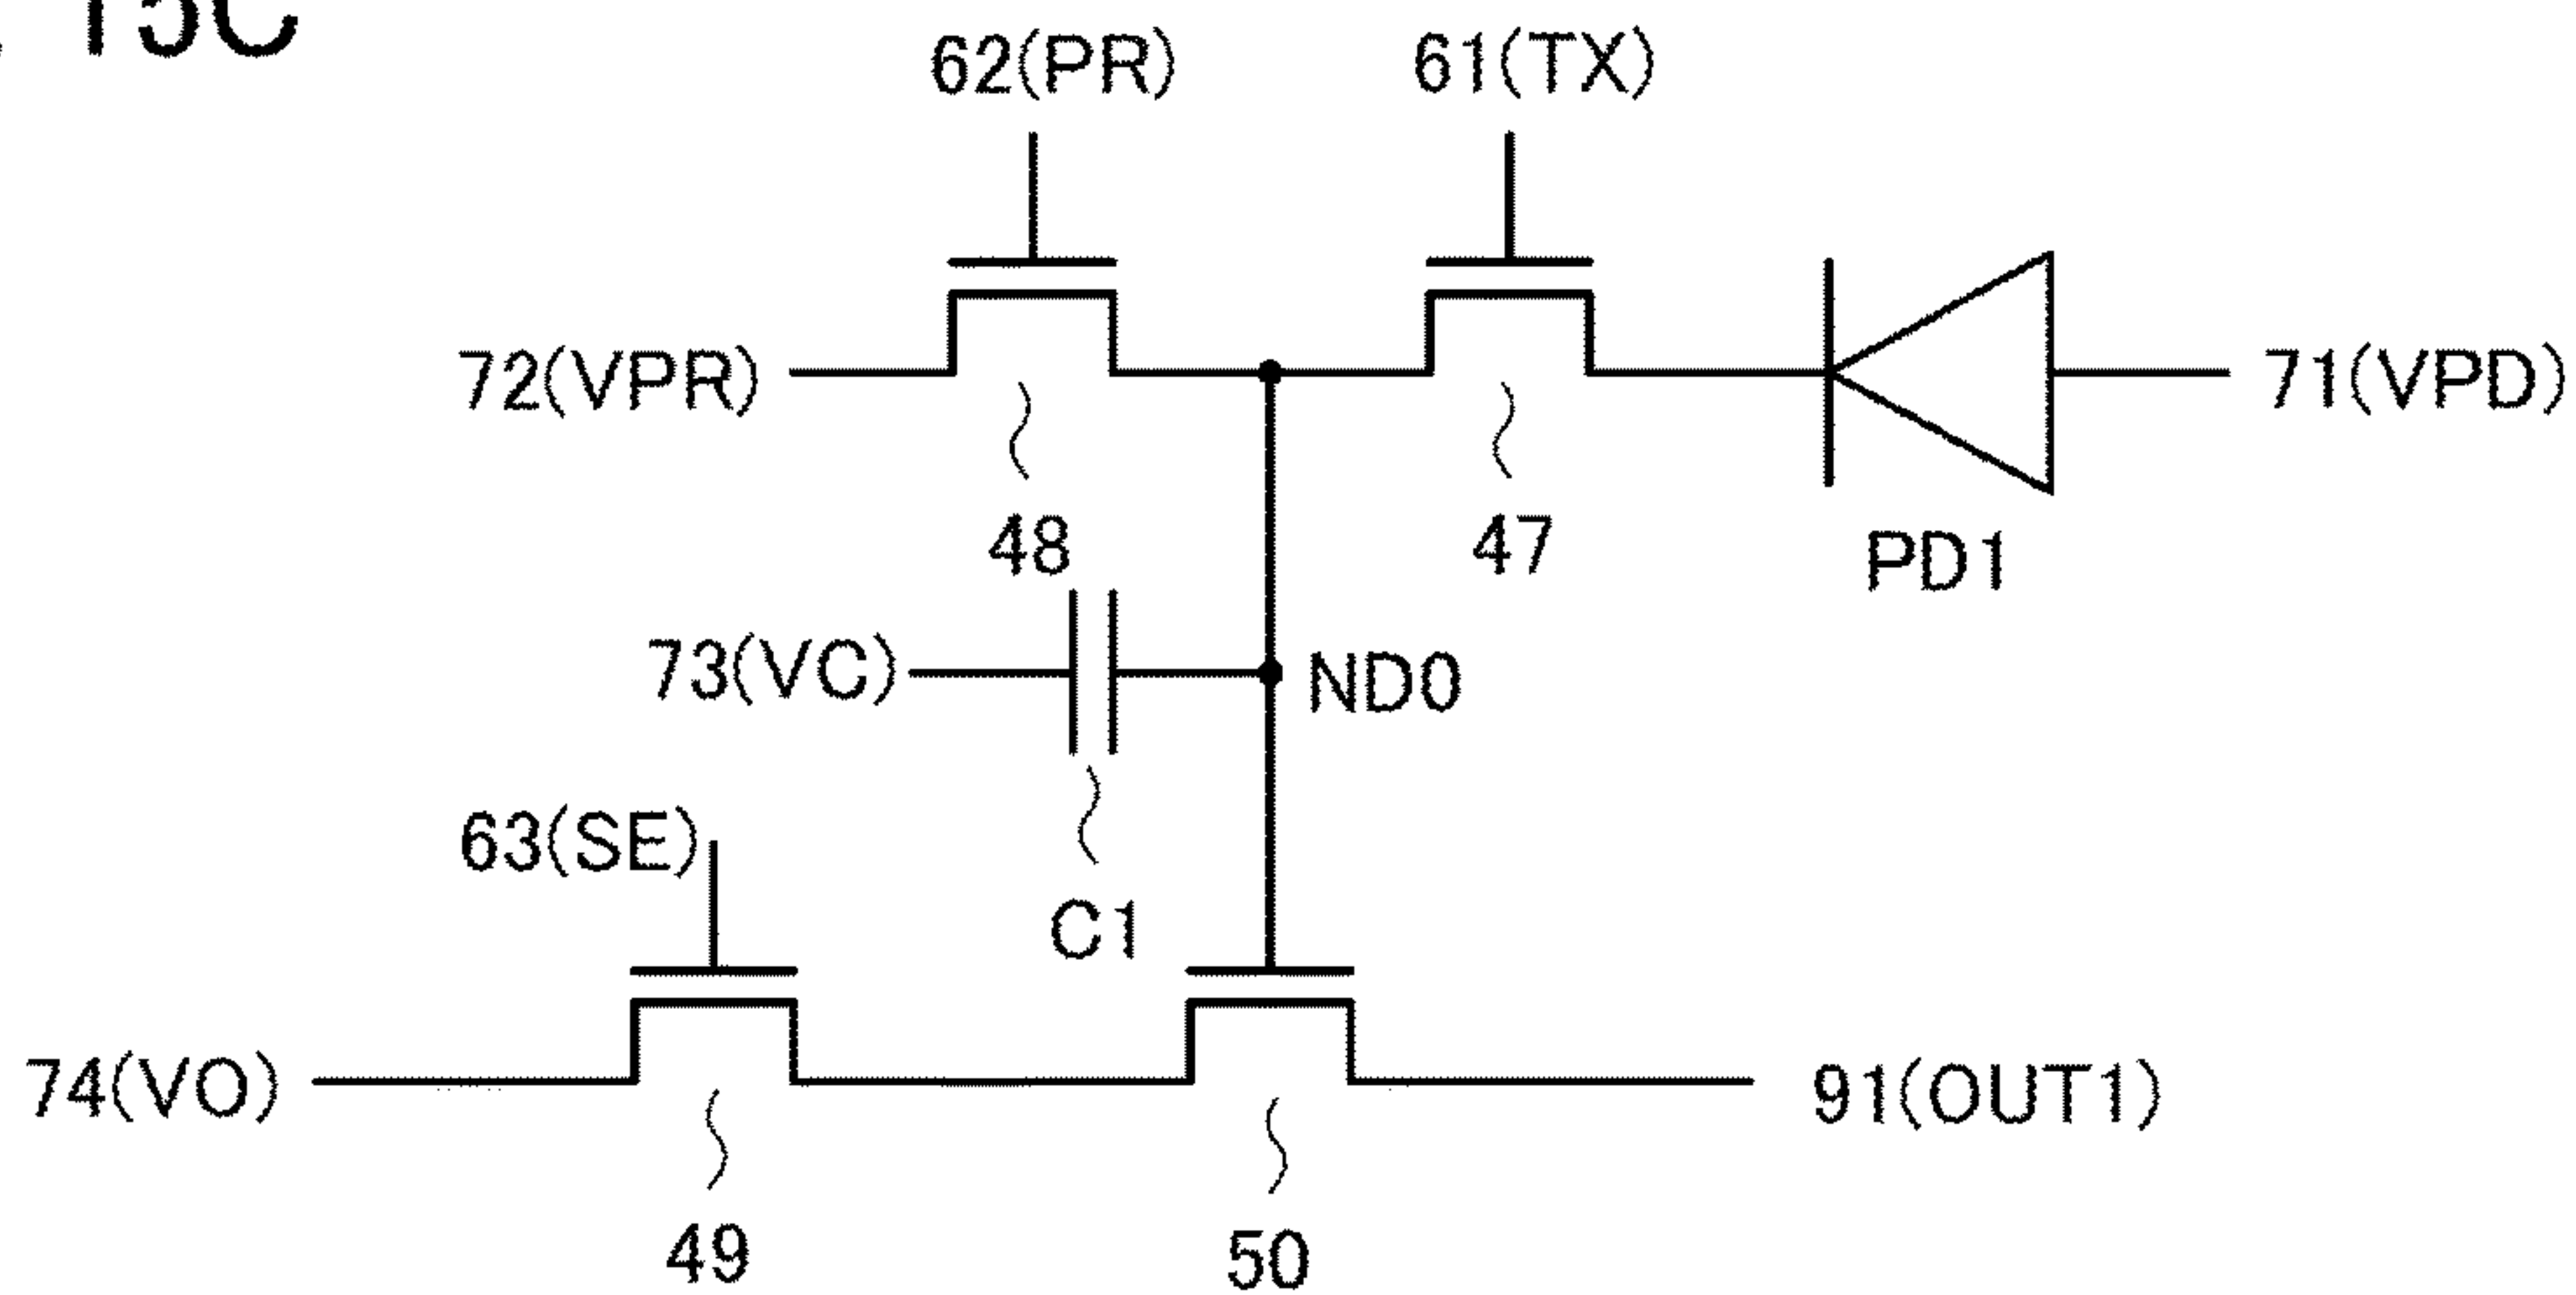 15C
62(PR)
61(TX)
72(VPR)
71(VPD)
48
47
PD1
73(VC)
ND0
63(SE)
C1
74(VO)
91(OUT1)
49
50